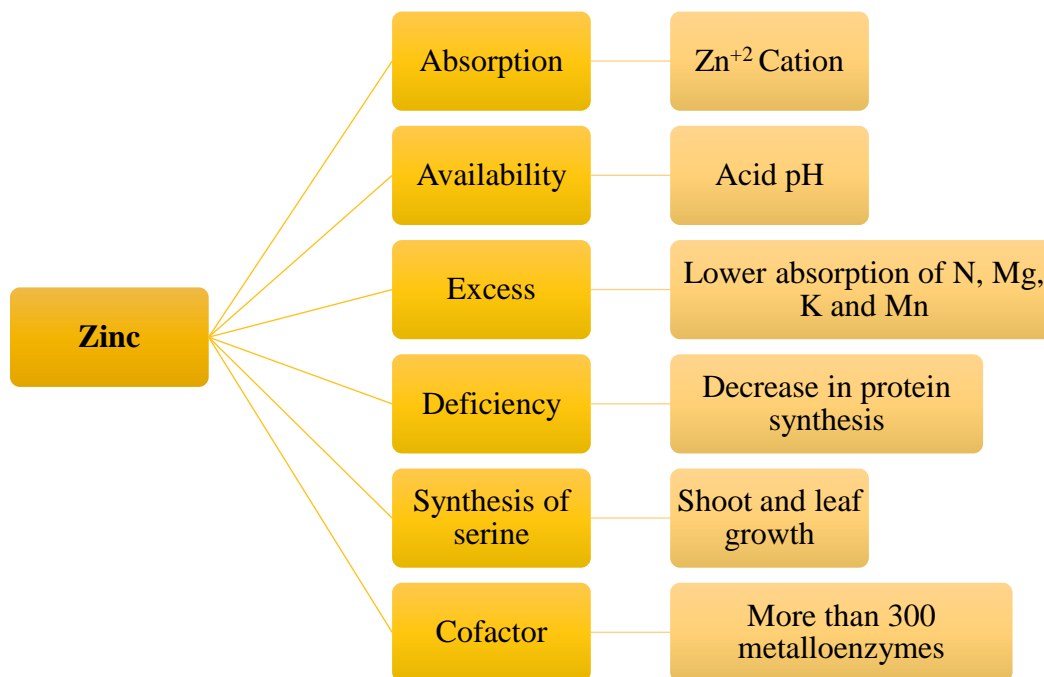 Zinc
Absorption
Zn⁺² Cation
Availability
Acid pH
Excess
Lower absorption of N, Mg,
K and Mn
Deficiency
Decrease in protein
synthesis
Synthesis of
serine
Shoot and leaf
growth
Cofactor
More than 300
metalloenzymes